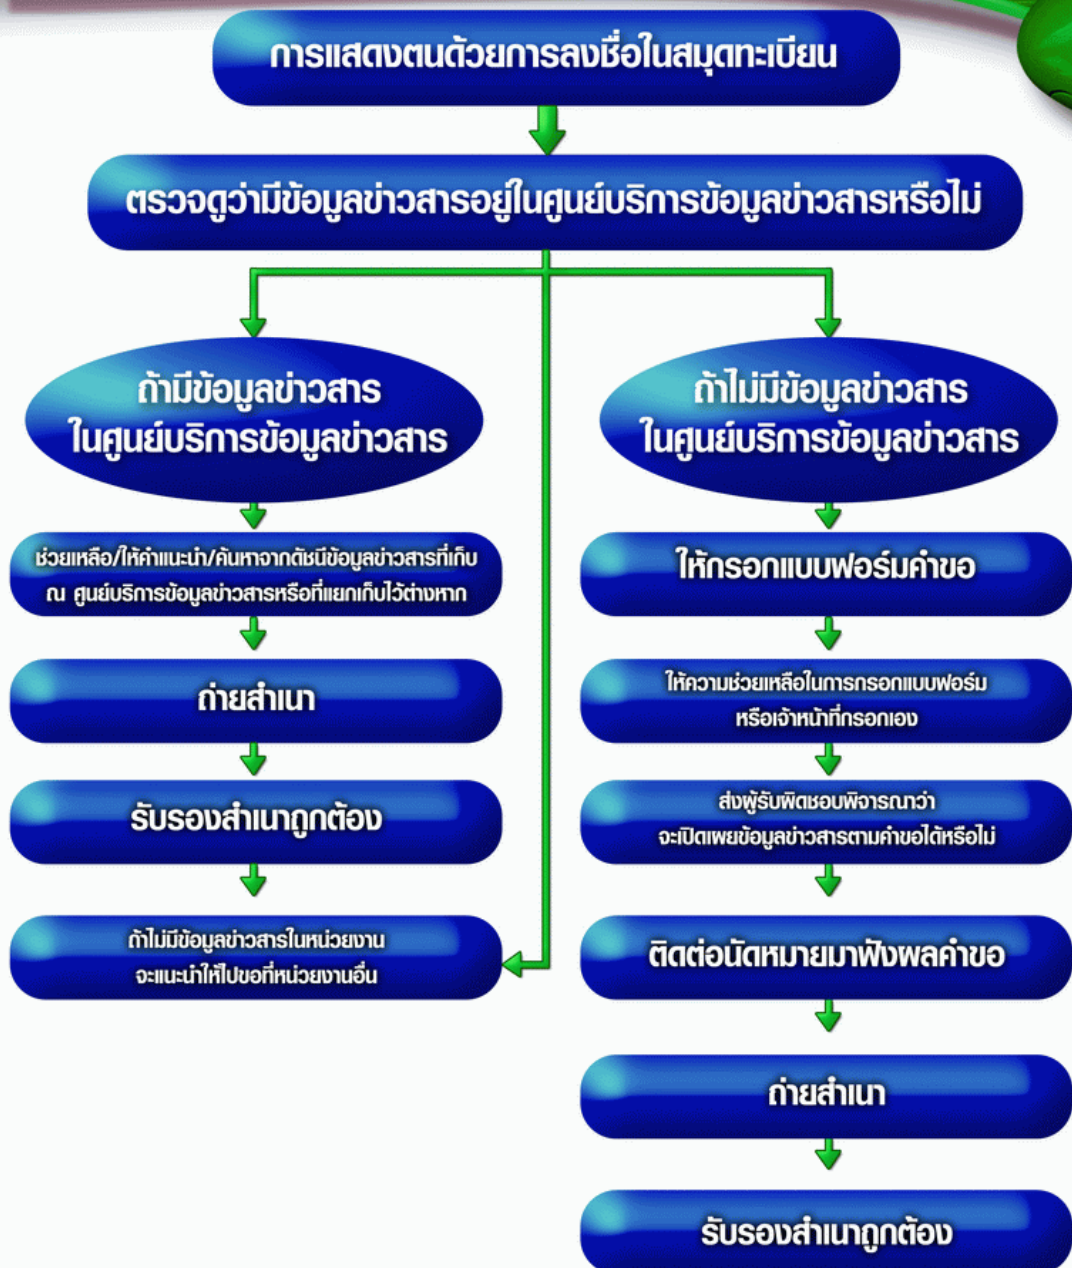 การแสดงตนด้วยการลงชื่อในสมุดทะเบียน
ตรวจดูว่ามีข้อมูลข่าวสารอยู่ในศูนย์บริการข้อมูลข่าวสารหรือไม่
ถ้ามีข้อมูลข่าวสาร
ในศูนย์บริการข้อมูลข่าวสาร
ช่วยเหลือ/ให้คำแนะนำ/ค้นหาจากดัชนีข้อมูลข่าวสารที่เก็บ
ณ ศูนย์บริการข้อมูลข่าวสารหรือที่แยกเก็บไว้ต่างหาก
ถ่ายสำเนา
รับรองสำเนาถูกต้อง
ถ้าไม่มีข้อมูลข่าวสารในหน่วยงาน
จะแนะนำให้ไปขอที่หน่วยงานอื่น
ถ้าไม่มีข้อมูลข่าวสาร
ในศูนย์บริการข้อมูลข่าวสาร
ให้กรอกแบบฟอร์มคำขอ
ให้ความช่วยเหลือในการกรอกแบบฟอร์ม
หรือเจ้าหน้าที่กรอกเอง
ส่งผู้รับผิดชอบพิจารณาว่า
จะเปิดเผยข้อมูลข่าวสารตามคำขอได้หรือไม่
ติดต่อนัดหมายมาฟังผลคำขอ
ถ่ายสำเนา
รับรองสำเนาถูกต้อง